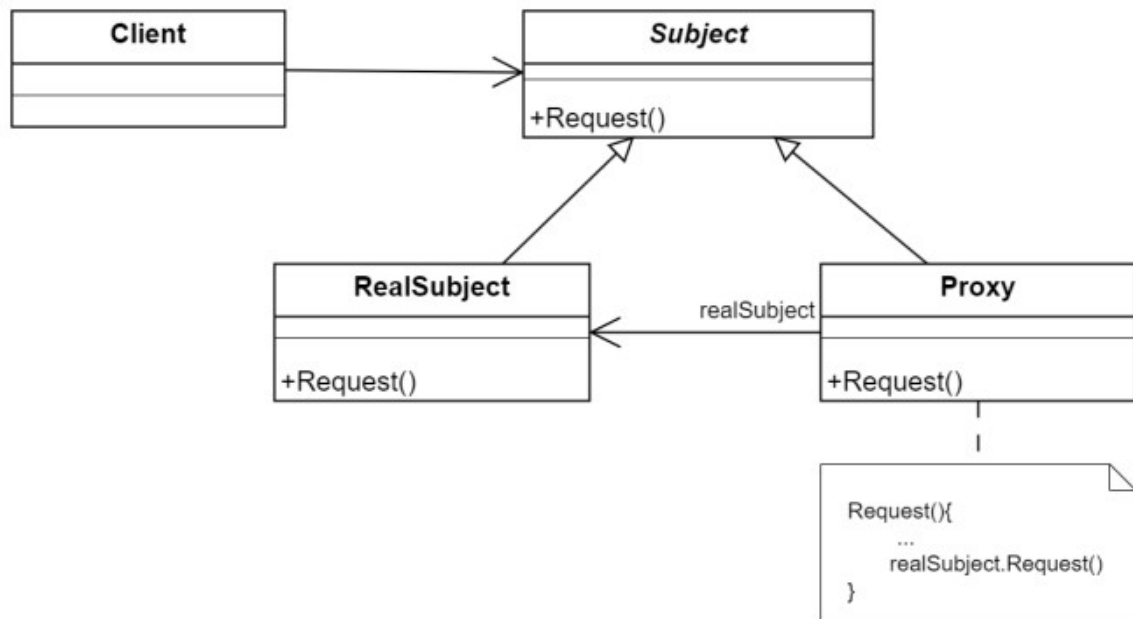 Client
Subject
+Request()
RealSubject
+Request()
realSubject
Proxy
+Request()
Request(){
...
realSubject.Request()
}